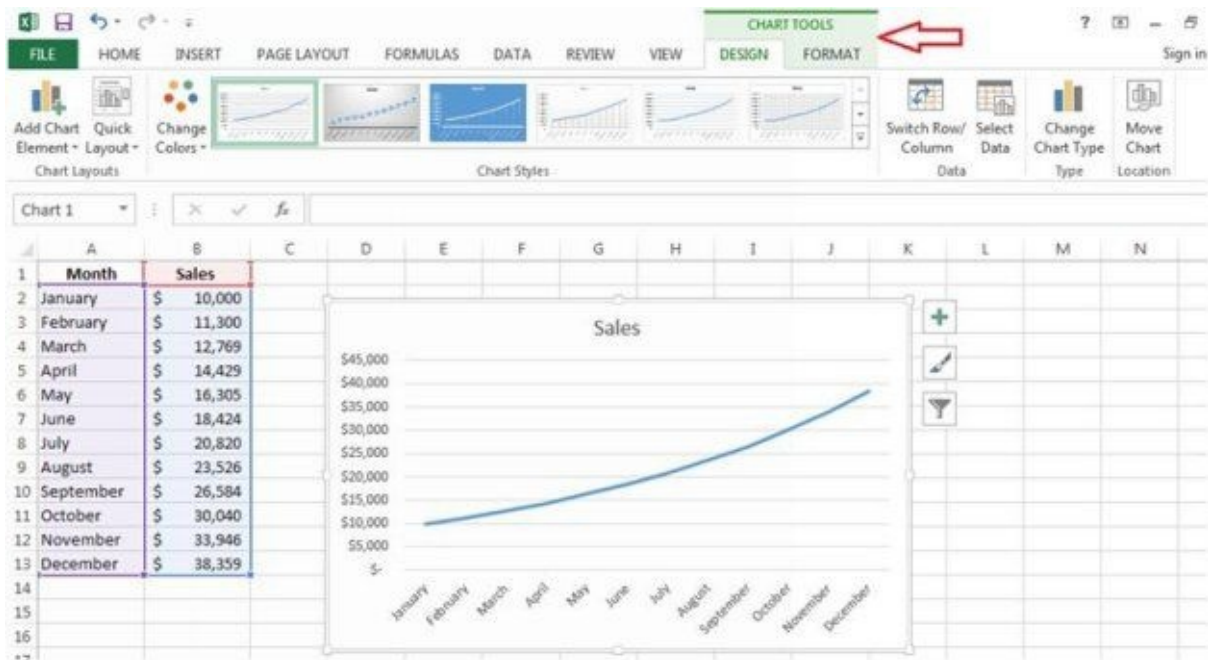 CHART TOOLS
?
FILE HOME INSERT PAGE LAYOUT FORMULAS DATA REVIEW VIEW DESIGN FORMAT Sign in
Add Chart Element Quick Layout
Change Colors
Switch Row/ Column
Select Data
Change Chart Type
Move Chart
Chart Layouts Chart Styles Data Type Location
Chart 1 fx
A B C D E F G H I J K L M N
1 Month Sales
2 January $ 10,000
3 February $ 11,300
4 March $ 12,769
5 April $ 14,429
6 May $ 16,305
7 June $ 18,424
8 July $ 20,820
9 August $ 23,526
10 September $ 26,584
11 October $ 30,040
12 November $ 33,946
13 December $ 38,359
14
15
16
Sales
$45,000
$40,000
$35,000
$30,000
$25,000
$20,000
$15,000
$10,000
$5,000
$-
January February March April May June July August September October November December